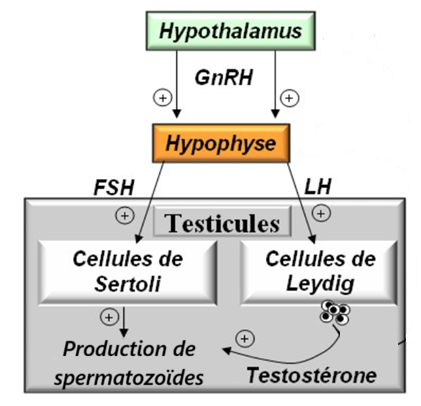 Hypothalamus
GnRH
+ +
Hypophyse
FSH LH
+ +
Testicules
Cellules de
Sertoli
Cellules de
Leydig
+
+
Production de
spermatozoïdes
Testostérone